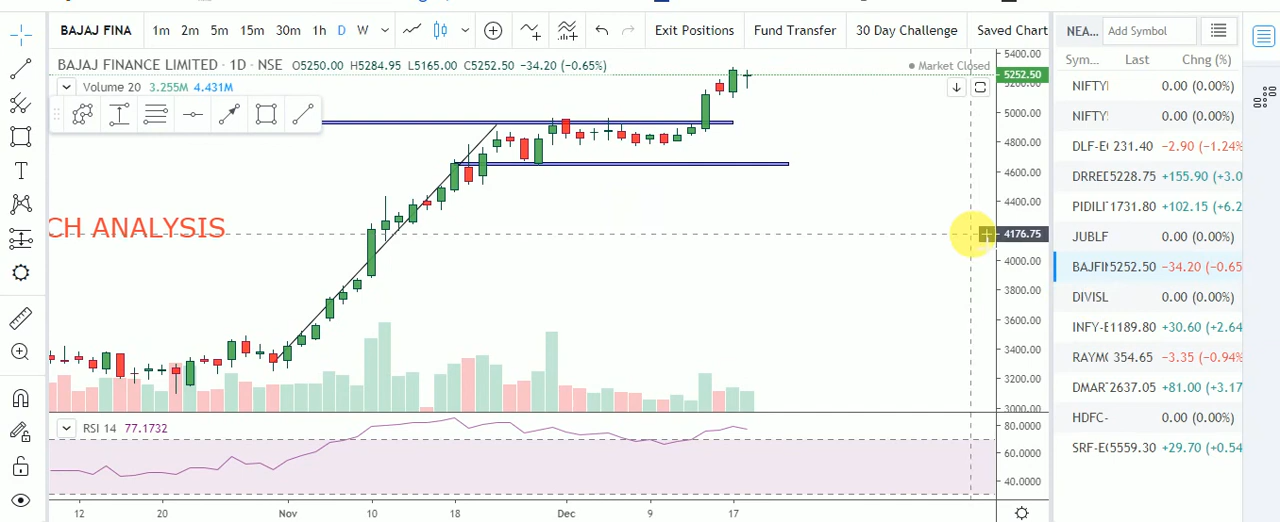 BAJAJ FINA 1m 2m 5m 15m 30m 1h D W Exit Positions Fund Transfer 30 Day Challenge Saved Chart NEA... Add Symbol
BAJAJ FINANCE LIMITED · 1D · NSE O5250.00 H5284.95 L5165.00 C5252.50 −34.20 (−0.65%) Market Closed
Volume 20 3.255M 4.431M
CH ANALYSIS
RSI 14 77.1732
5400.00
5252.50
5000.00
4800.00
4600.00
4400.00
4176.75
4000.00
3800.00
3600.00
3400.00
3200.00
3000.00
80.0000
60.0000
40.0000
12 20 Nov 10 18 Dec 9 17
Sym... Last Chng (%)
NIFTY 0.00 (0.00%)
NIFTY 0.00 (0.00%)
DLF-E 231.40 −2.90 (−1.24%
DRREE 5228.75 +155.90 (+3.0
PIDILI 1731.80 +102.15 (+6.2
JUBLF 0.00 (0.00%)
BAJFI 5252.50 −34.20 (−0.65
DIVISL 0.00 (0.00%)
INFY-E 1189.80 +30.60 (+2.64
RAYM 354.65 −3.35 (−0.94%
DMAR 2637.05 +81.00 (+3.17
HDFC- 0.00 (0.00%)
SRF-E 5559.30 +29.70 (+0.54